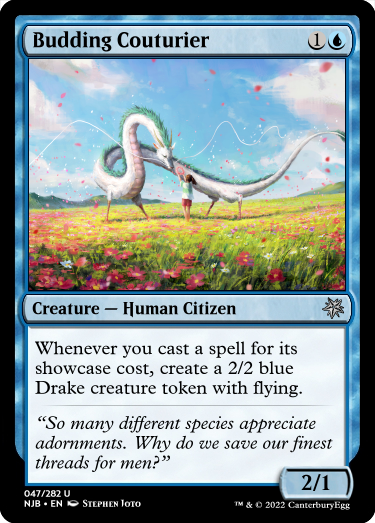 Budding Couturier
1
Creature — Human Citizen
Whenever you cast a spell for its
showcase cost, create a 2/2 blue
Drake creature token with flying.
“So many different species appreciate
adornments. Why do we save our finest
threads for men?”
2/1
047/282 U
NJB • EN Stephen Ioto
™ & © 2022 CanterburyEgg